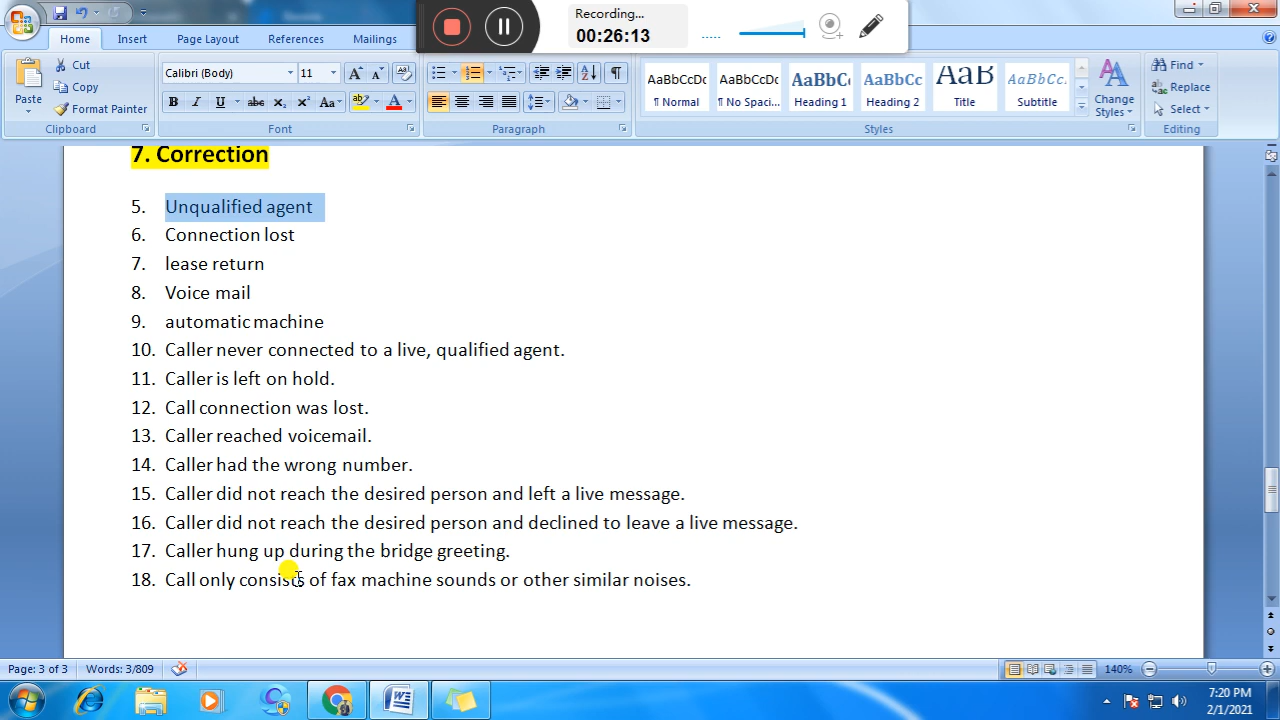 Recording...
00:26:13
Home Insert Page Layout References Mailings
Cut
Copy
Format Painter
Paste
Clipboard
Calibri (Body) 11
B I U abc X₂ X² Aa A
Font
Paragraph
AaBbCcDc AaBbCcDc AaBbC AaBbCc AaB AaBbCc.
¶ Normal ¶ No Spaci... Heading 1 Heading 2 Title Subtitle
Styles
Change
Styles
Find
Replace
Select
Editing
7. Correction
5. Unqualified agent
6. Connection lost
7. lease return
8. Voice mail
9. automatic machine
10. Caller never connected to a live, qualified agent.
11. Caller is left on hold.
12. Call connection was lost.
13. Caller reached voicemail.
14. Caller had the wrong number.
15. Caller did not reach the desired person and left a live message.
16. Caller did not reach the desired person and declined to leave a live message.
17. Caller hung up during the bridge greeting.
18. Call only consists of fax machine sounds or other similar noises.
Page: 3 of 3 Words: 3/809 140%
7:20 PM
2/1/2021